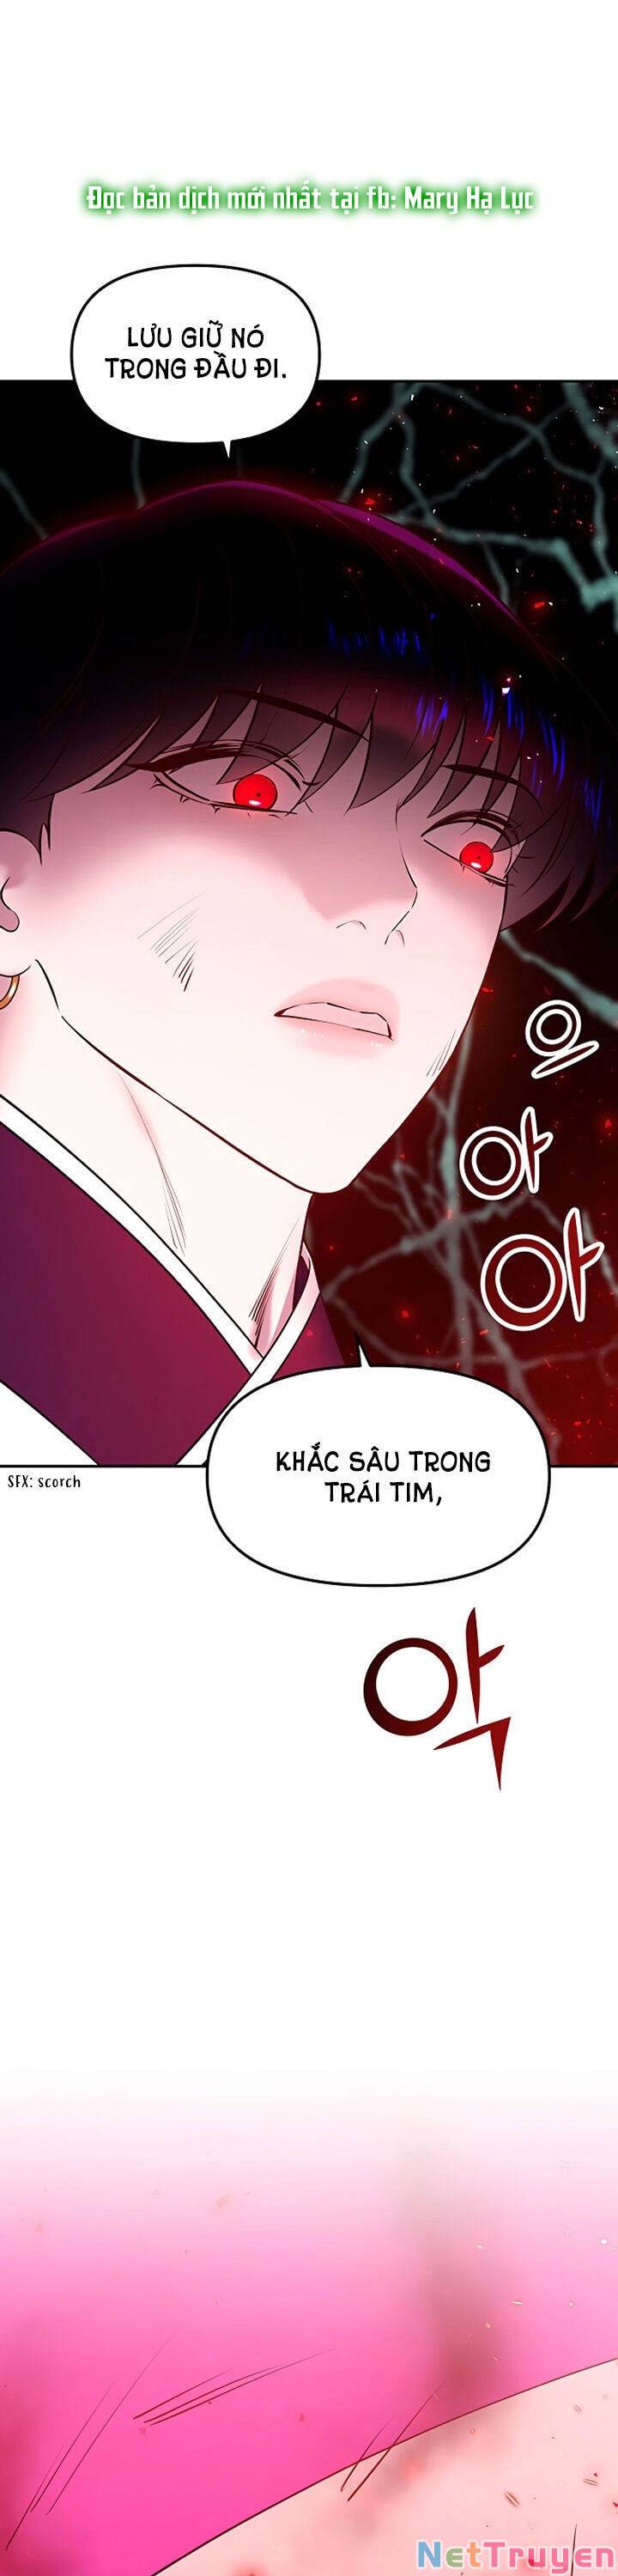 Đọc bản dịch mới nhất tại fb: Mary Hạ Lục
LƯU GIỮ NÓ
TRONG ĐẦU ĐI.
으
아
아
KHẮC SÂU TRONG
TRÁI TIM,
SFX: scorch
악
NetTruyen